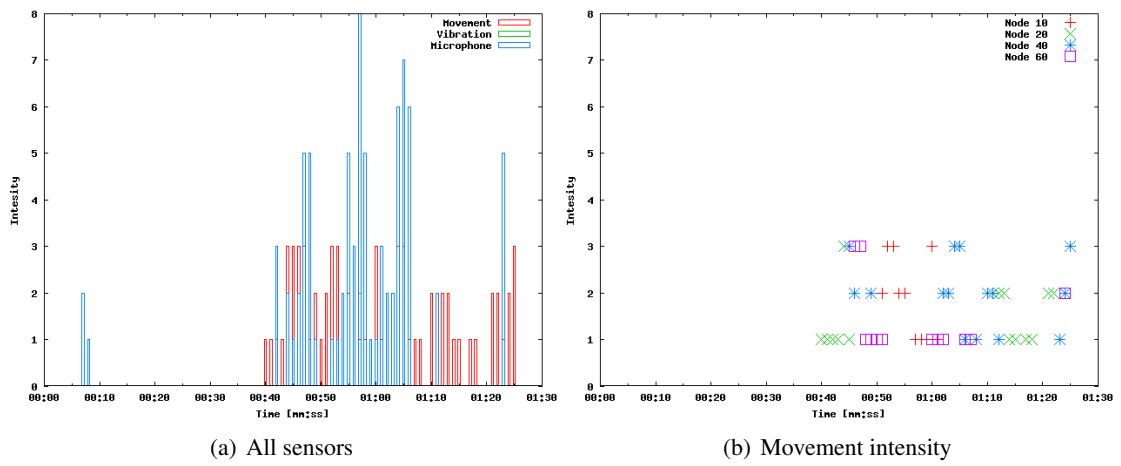 8
7
6
5
4
3
2
1
0
Intesity
Movement
Vibration
Microphone
00:00 00:10 00:20 00:30 00:40 00:50 01:00 01:10 01:20 01:30
Time [mm:ss]
(a) All sensors
8
7
6
5
4
3
2
1
0
Intesity
Node 10
Node 20
Node 40
Node 60
00:00 00:10 00:20 00:30 00:40 00:50 01:00 01:10 01:20 01:30
Time [mm:ss]
(b) Movement intensity